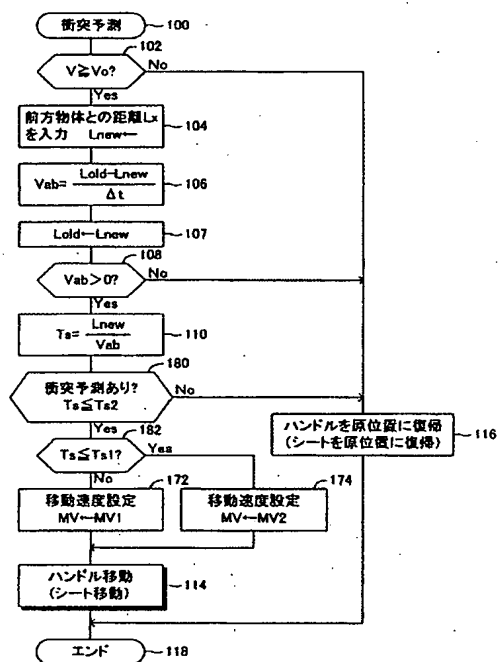 衝突予測
100
102
V≧Vo?
No
Yes
前方物体との距離Lx
を入力 Lnew←
104
Vab= Lold-Lnew
Δt
106
Lold←Lnew
107
108
Vab>0?
No
Yes
Ts= Lnew
Vab
110
180
衝突予測あり?
Ts≦Ts2
No
Yes
182
Ts≦Ts1?
Yes
No
ハンドルを原位置に復帰
(シートを原位置に復帰)
116
172
移動速度設定
MV←MV1
174
移動速度設定
MV←MV2
ハンドル移動
(シート移動)
114
エンド
118